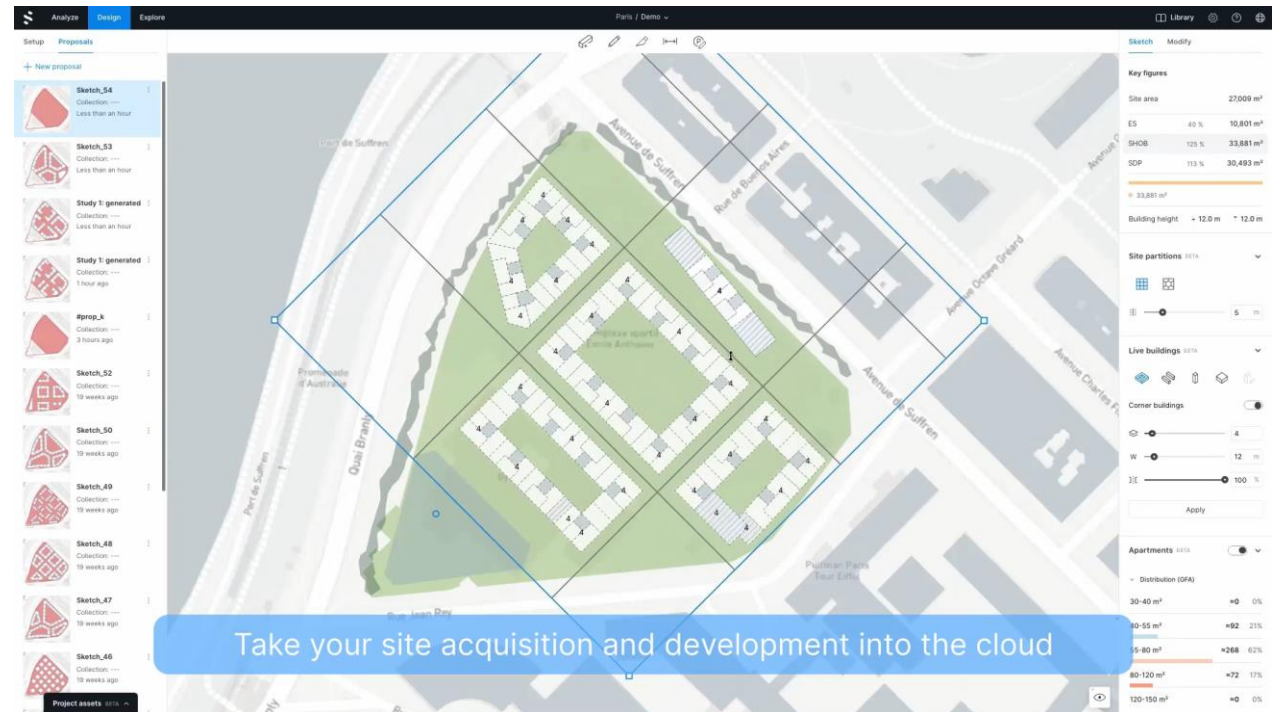 Analyze Design Explore
Paris / Demo
Library
Setup Proposals
+ New proposal
Sketch_54
Collection: ---
Less than an hour
Sketch_53
Collection: ---
Less than an hour
Study 1: generated
Collection: ---
Less than an hour
Study 1: generated
Collection: ---
1 hour ago
#prop_k
Collection: ---
3 hours ago
Sketch_52
Collection: ---
19 weeks ago
Sketch_50
Collection: ---
19 weeks ago
Sketch_49
Collection: ---
19 weeks ago
Sketch_48
Collection: ---
19 weeks ago
Sketch_47
Collection: ---
19 weeks ago
Sketch_46
Collection: ---
19 weeks ago
Project assets BETA
Port de Suffren
Avenue de Suffren
Rue de Buenos Aires
Avenue
Avenue Octave Gréard
Avenue Charles
Promenade
d'Australie
Quai Branly
Port de Suffren
Avenue de Suffren
Pullman Paris
Tour Eiffel
Rue Jean Rey
Take your site acquisition and development into the cloud
Sketch Modify
Key figures
Site area 27,009 m²
ES 40 % 10,801 m²
SHOB 125 % 33,881 m²
SDP 113 % 30,493 m²
33,881 m²
Building height 12.0 m 12.0 m
Site partitions BETA
5 m
Live buildings BETA
Corner buildings
4
W 12 m
100 %
Apply
Apartments BETA
Distribution (GFA)
30-40 m² ≈0 0%
40-55 m² ≈92 21%
55-80 m² ≈268 62%
80-120 m² ≈72 17%
120-150 m² ≈0 0%